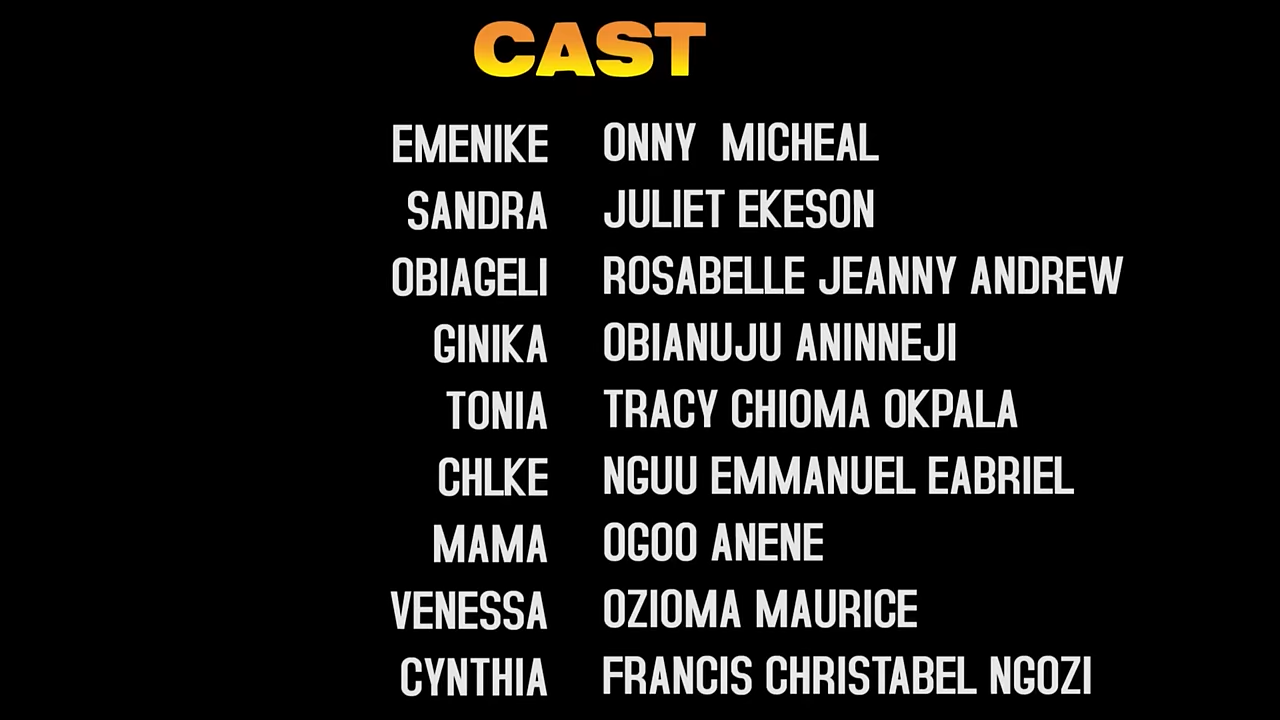 CAST
EMENIKE ONNY MICHEAL
SANDRA JULIET EKESON
OBIAGELI ROSABELLE JEANNY ANDREW
GINIKA OBIANUJU ANINNEJI
TONIA TRACY CHIOMA OKPALA
CHLKE NGUU EMMANUEL EABRIEL
MAMA OGOO ANENE
VENESSA OZIOMA MAURICE
CYNTHIA FRANCIS CHRISTABEL NGOZI